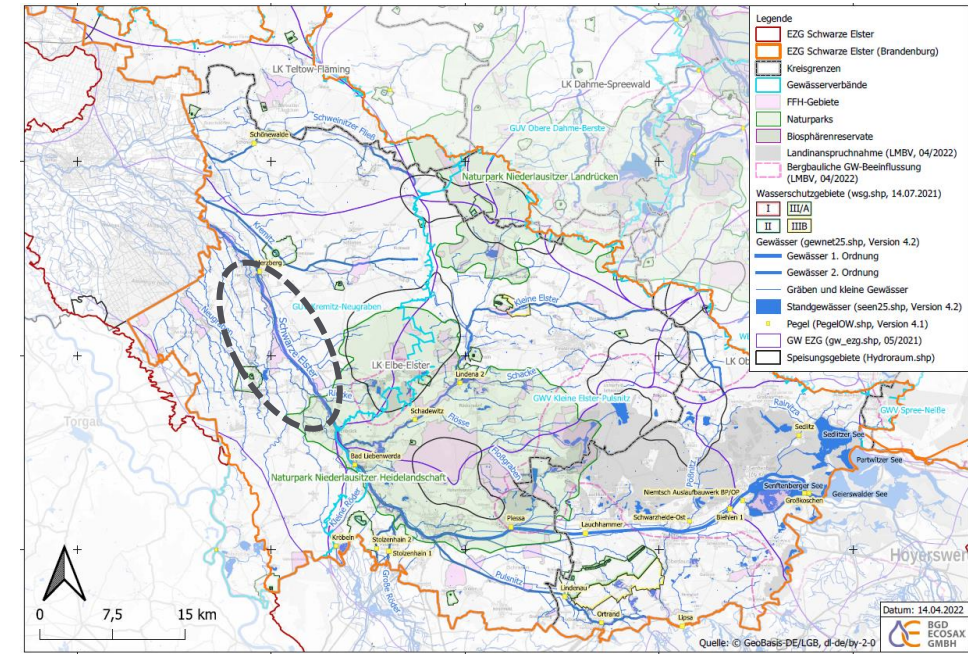 Legende
EZG Schwarze Elster
EZG Schwarze Elster (Brandenburg)
Kreisgrenzen
Gewässerverbände
FFH-Gebiete
Naturparks
Biosphärenreservate
Landinanspruchnahme (LMBV, 04/2022)
Bergbauliche GW-Beeinflussung
(LMBV, 04/2022)
Wasserschutzgebiete (wsg.shp, 14.07.2021)
I III/A
II IIIB
Gewässer (gewnet25.shp, Version 4.2)
Gewässer 1. Ordnung
Gewässer 2. Ordnung
Gräben und kleine Gewässer
Standgewässer (seen25.shp, Version 4.2)
Pegel (PegelOW.shp, Version 4.1)
GW EZG (gw_ezg.shp, 05/2021)
Speisungsgebiete (Hydroraum.shp)
LK Teltow-Fläming
LK Dahme-Spreewald
Schweinitzer Fließ
GUV Obere Dahme-Berste
Schönewalde
Naturpark Niederlausitzer Landrücken
Kremitz
Herzberg
GUV Kremitz-Neugraben
Kleine Elster
Schwarze Elster
LK Elbe-Elster
LK Ob
Rieke
Lindena 2
Schacke
GWV Kleine Elster-Pulsnitz
GWV Spree-Neiße
Torgau
Schadewitz
Flosse
Rainitza
Sedlitz
Sedlitzer See
Floßgraben
Partwitzer See
Bad Liebenwerda
Pößnitz
Naturpark Niederlausitzer Heidelandschaft
Senftenberger See
Niemtsch Auslaufbauwerk BP/OP
Geierswalder See
Großkoschen
Kleine Röder
Plessa
Schwarzheide-Ost
Biehlen 1
Lauchhammer
Kröbeln
Stolzenhain 2
Stolzenhain 1
Hoyerswer
Große Röder
Pulsnitz
Lindenau
Ortrand
Lipsa
0 7,5 15 km
Datum: 14.04.2022
Quelle: © GeoBasis-DE/LGB, dl-de/by-2-0
BGD
ECOSAX
GMBH